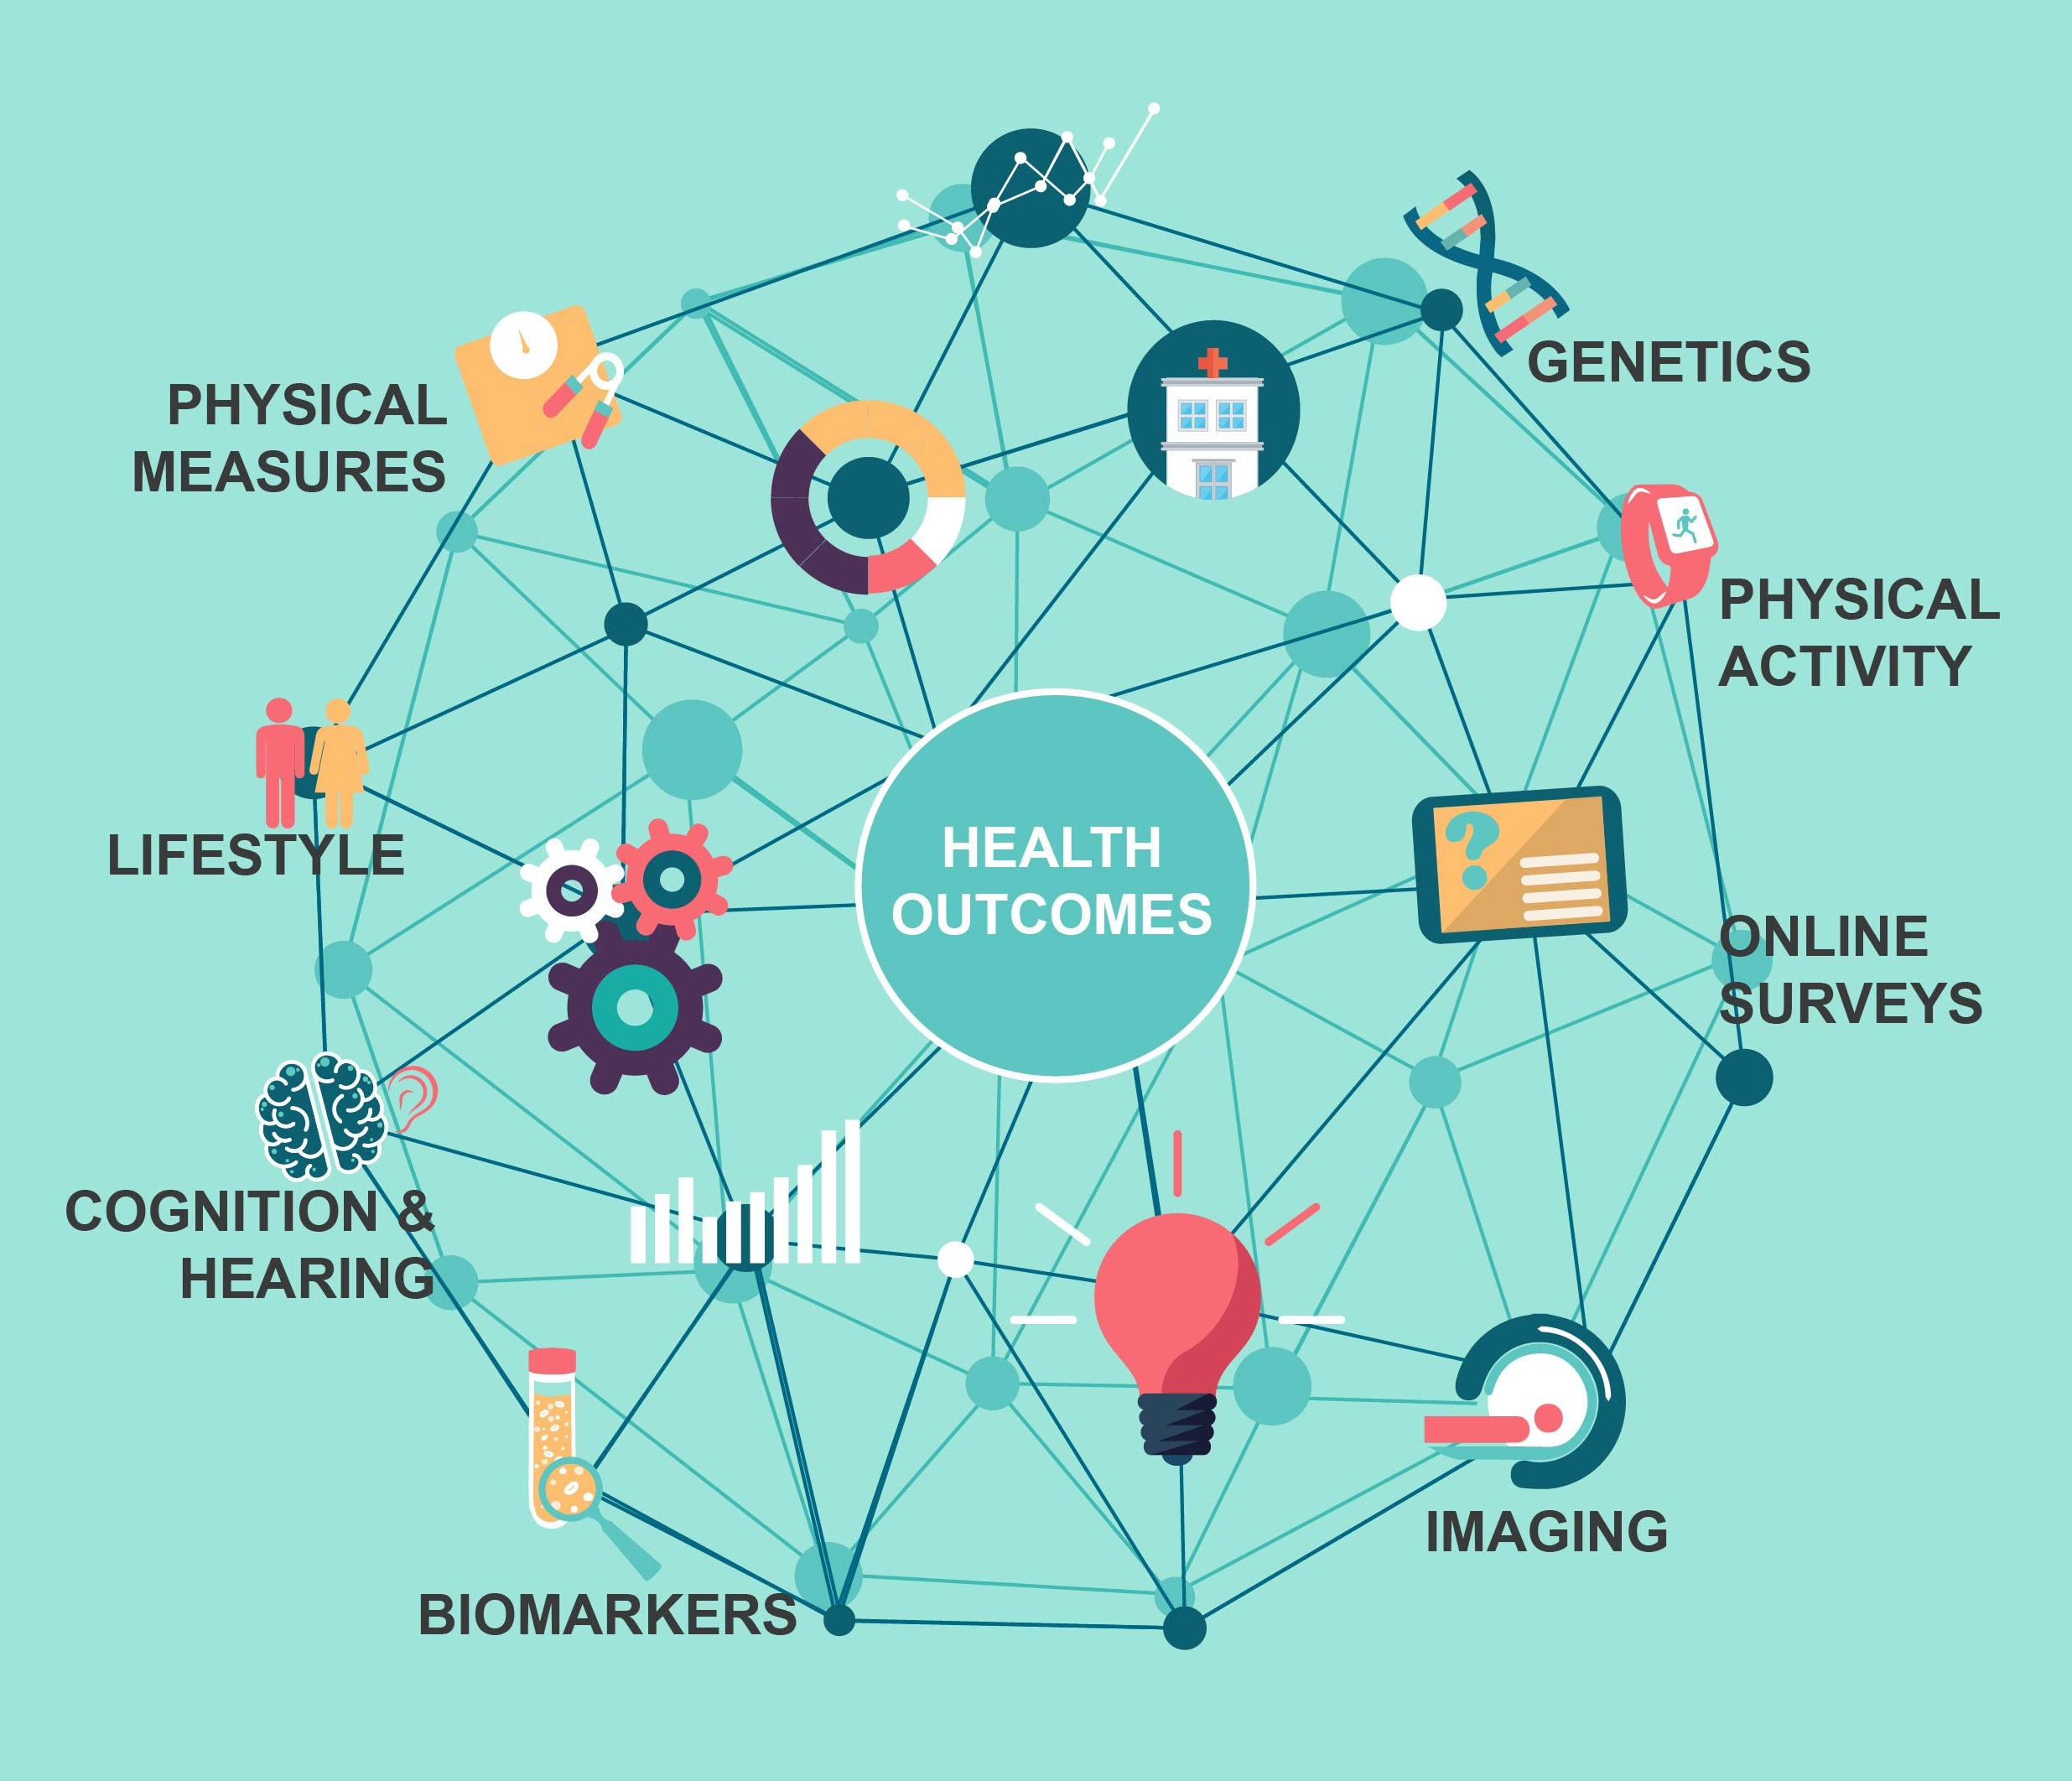 GENETICS
PHYSICAL
MEASURES
PHYSICAL
ACTIVITY
LIFESTYLE
HEALTH
OUTCOMES
ONLINE
SURVEYS
COGNITION &
HEARING
IMAGING
BIOMARKERS
?